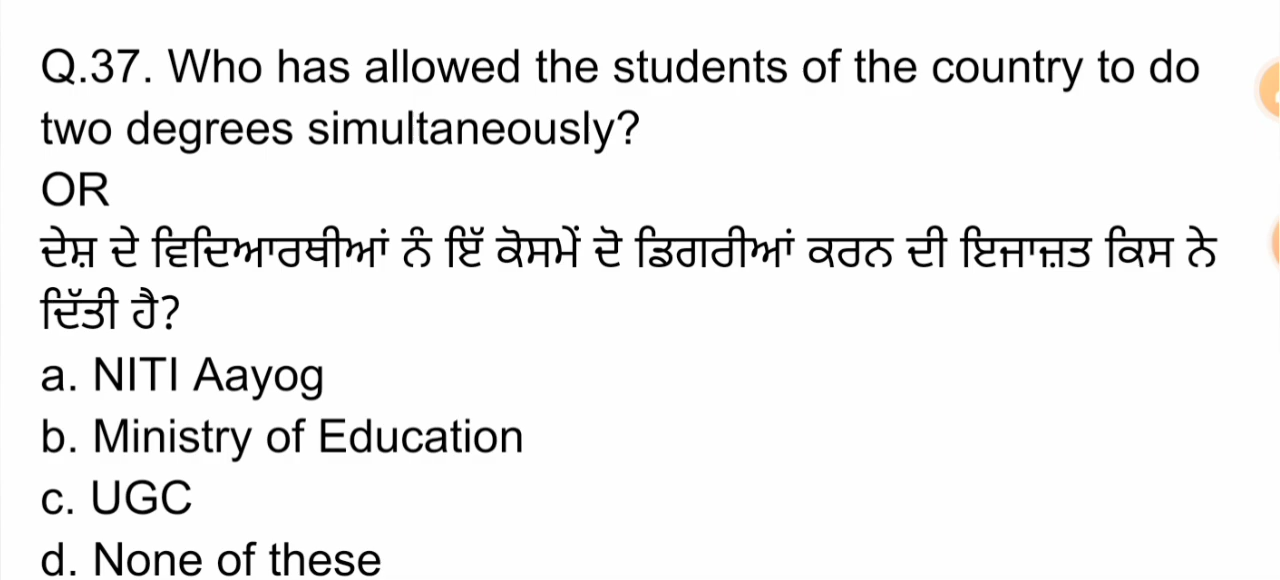 Q.37. Who has allowed the students of the country to do
two degrees simultaneously?
OR
ਦੇਸ਼ ਦੇ ਵਿਦਿਆਰਥੀਆਂ ਨੰ ਇੱ ਕੋਸਮੇਂ ਦੋ ਡਿਗਰੀਆਂ ਕਰਨ ਦੀ ਇਜਾਜ਼ਤ ਕਿਸ ਨੇ
ਦਿੱਤੀ ਹੈ?
a. NITI Aayog
b. Ministry of Education
c. UGC
d. None of these